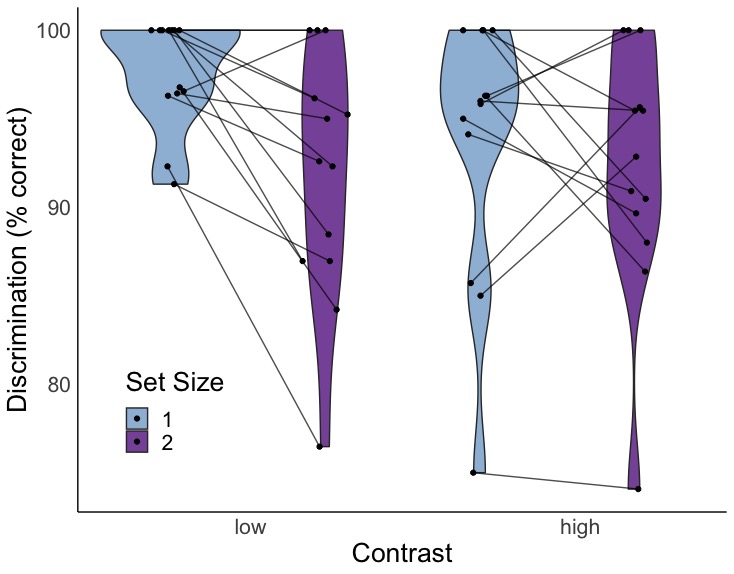 Discrimination (% correct)
100
90
80
Set Size
1
2
low
high
Contrast